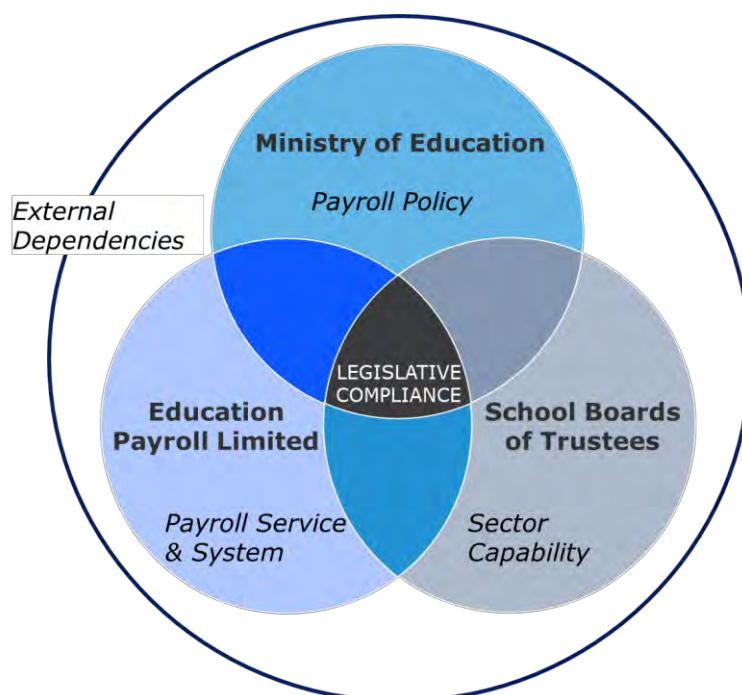 Ministry of Education
Payroll Policy
External
Dependencies
LEGISLATIVE
COMPLIANCE
Education
Payroll Limited
School Boards
of Trustees
Payroll Service
& System
Sector
Capability